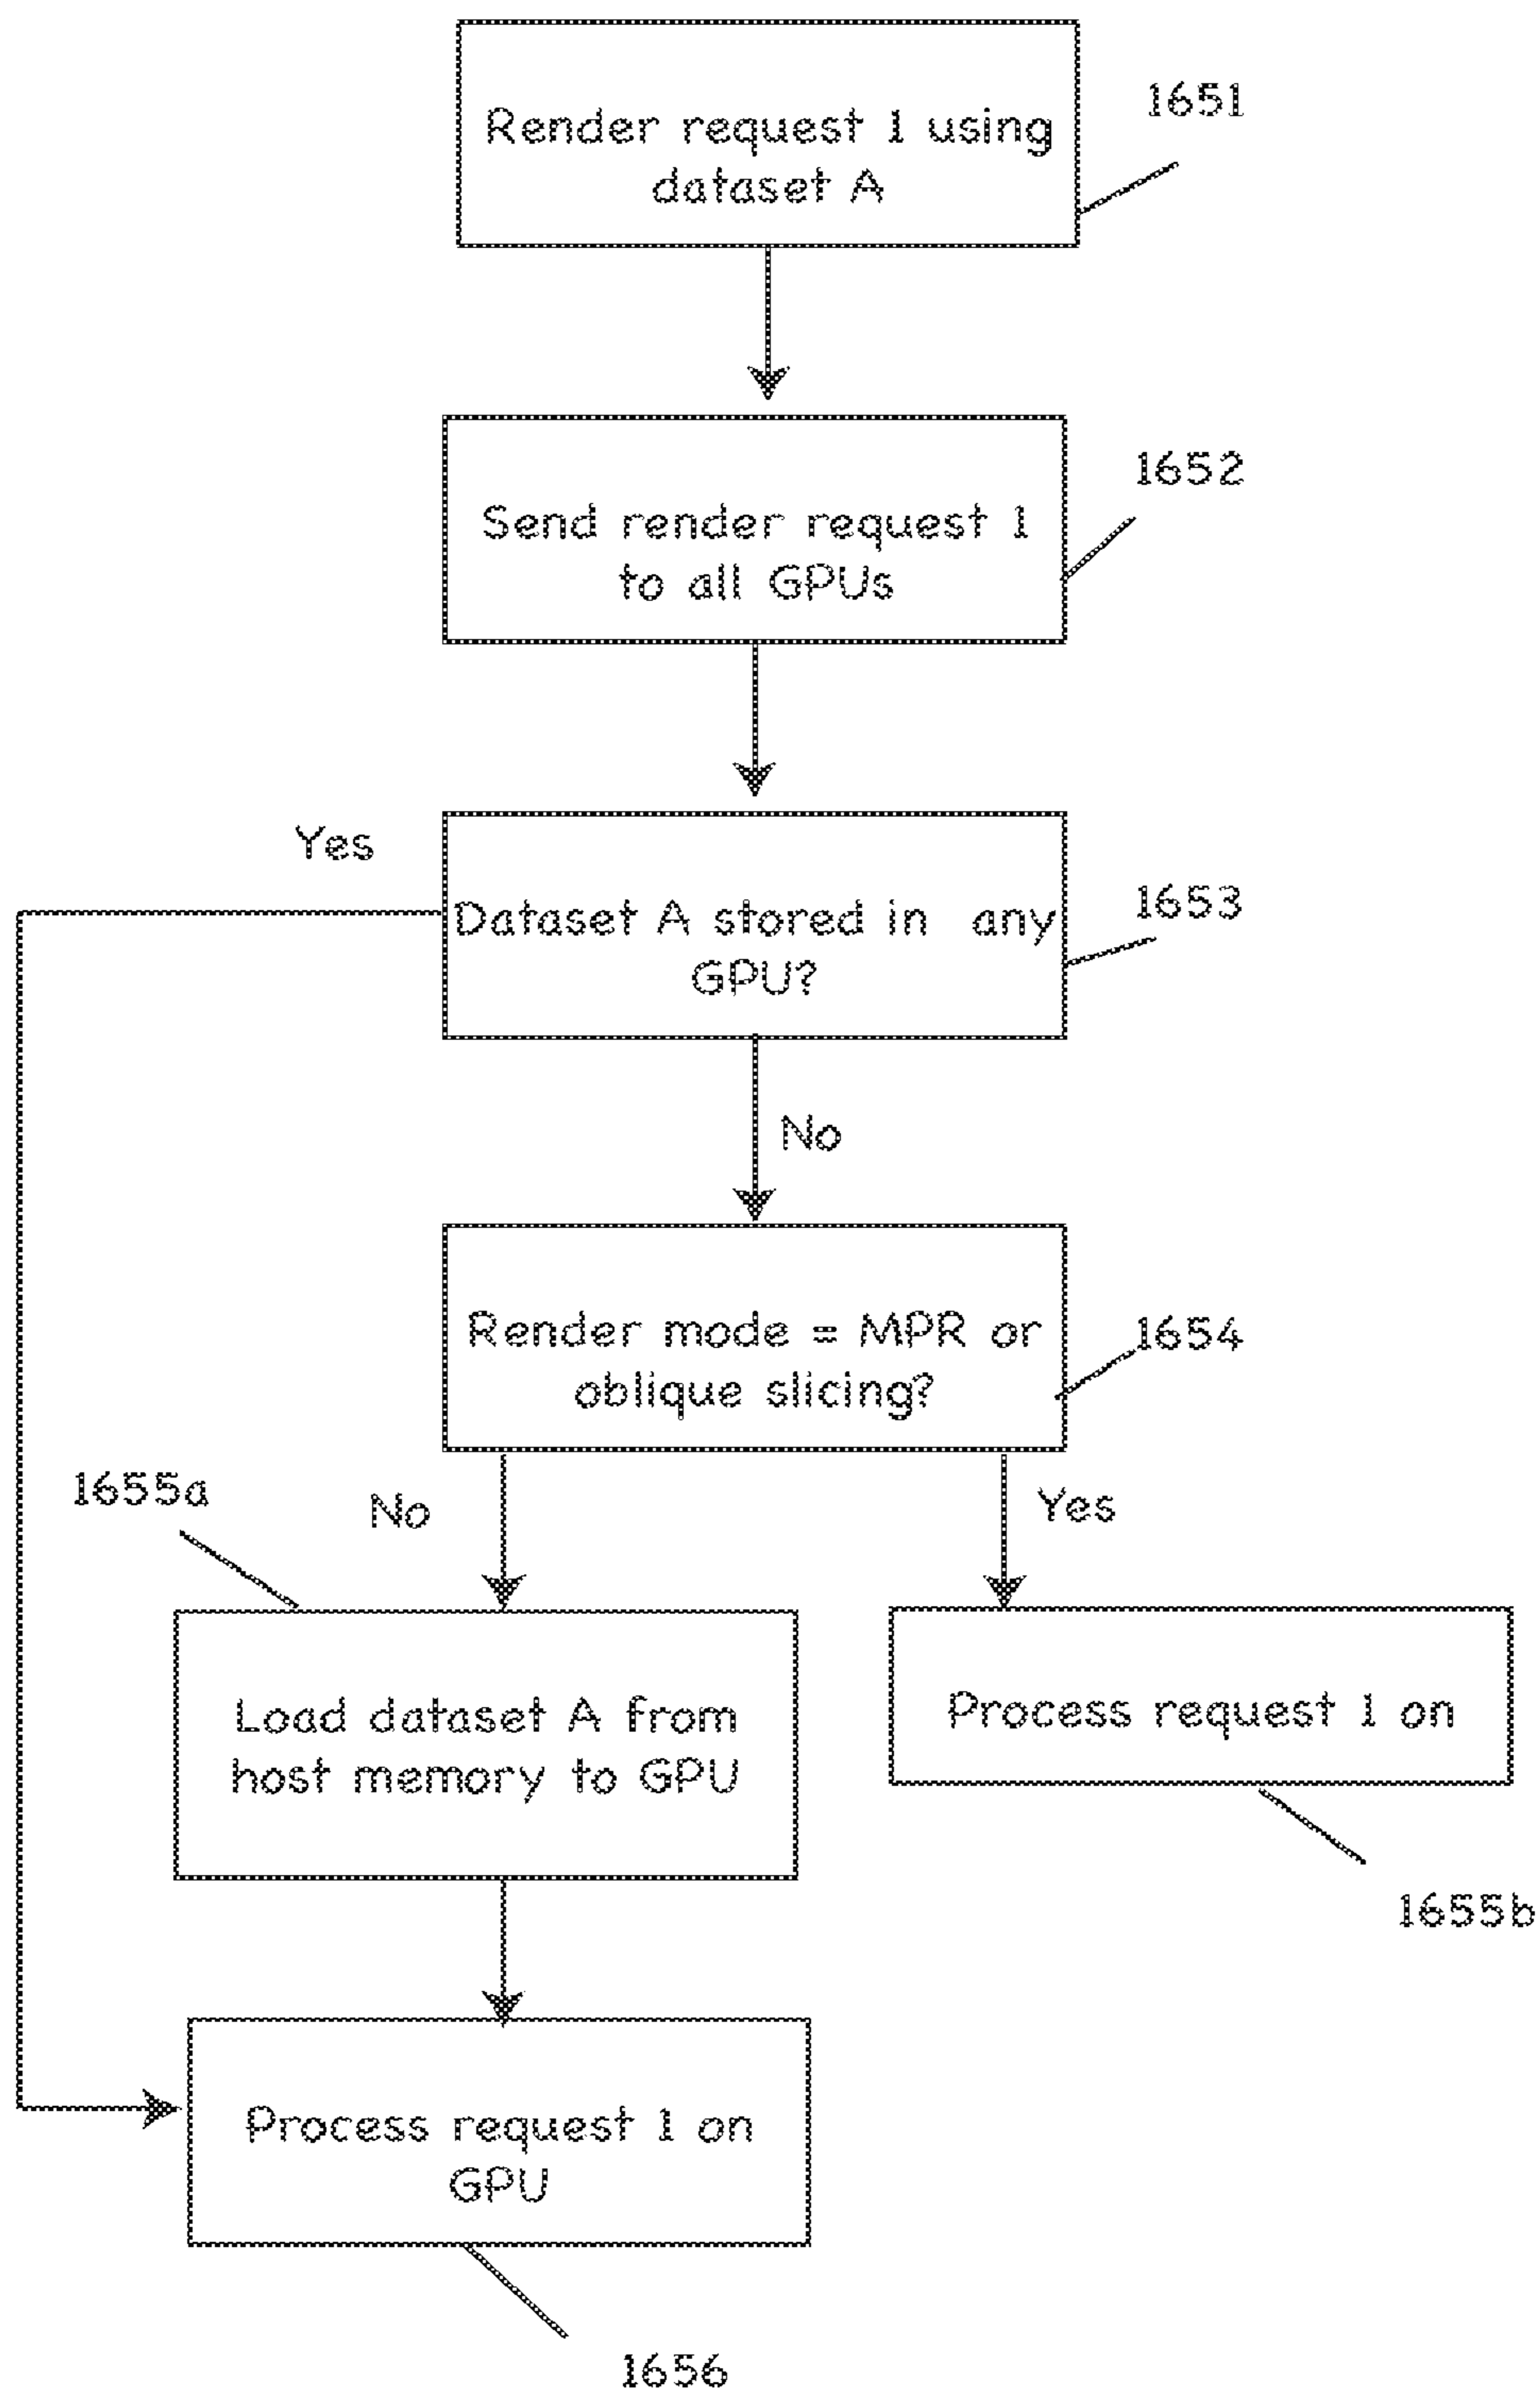 Render request 1 using
dataset A
1651
Send render request 1
to all GPUs
1652
Yes
Dataset A stored in any
GPU?
1653
No
Render mode = MPR or
oblique slicing?
1654
1655a
No
Yes
Load dataset A from
host memory to GPU
Process request 1 on
1655b
Process request 1 on
GPU
1656